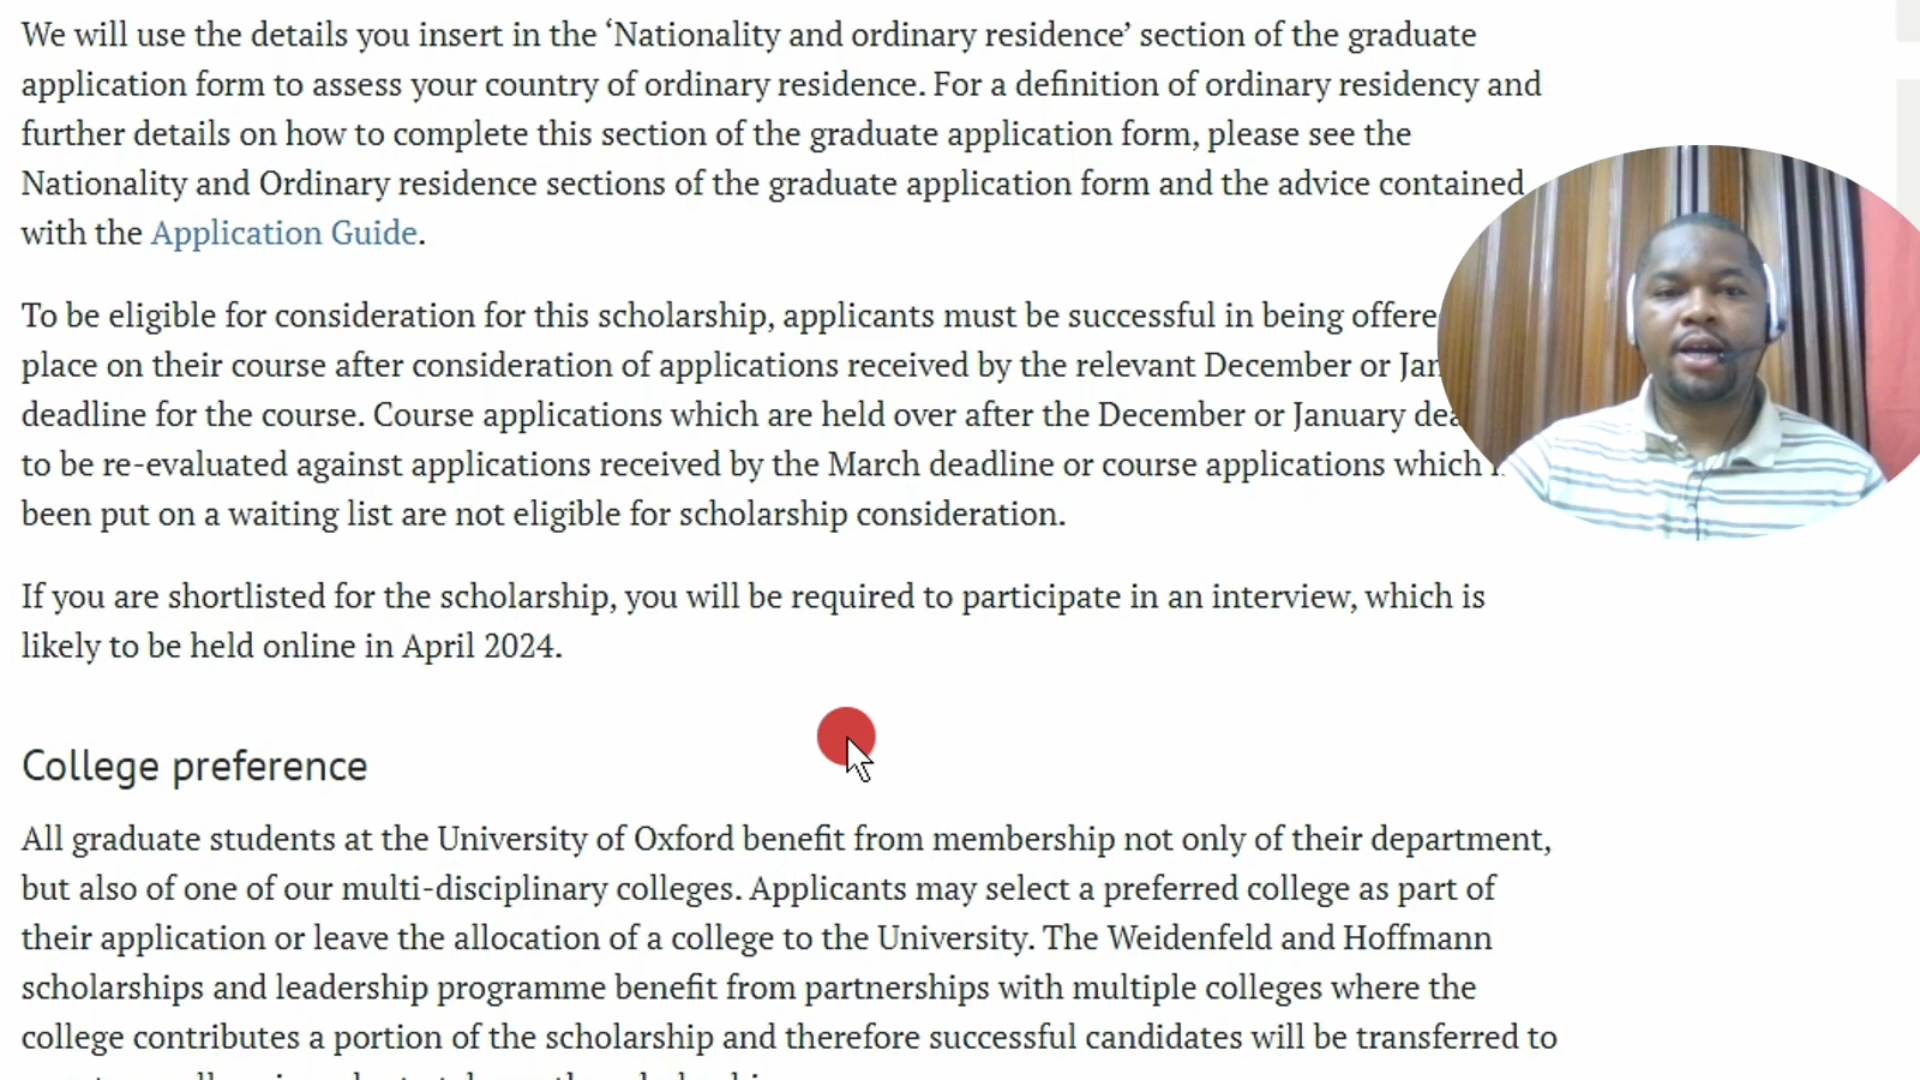 We will use the details you insert in the ‘Nationality and ordinary residence’ section of the graduate
application form to assess your country of ordinary residence. For a definition of ordinary residency and
further details on how to complete this section of the graduate application form, please see the
Nationality and Ordinary residence sections of the graduate application form and the advice contained
with the Application Guide.
To be eligible for consideration for this scholarship, applicants must be successful in being
place on their course after consideration of applications received by the relevant December or
deadline for the course. Course applications which are held over after the December or January
to be re-evaluated against applications received by the March deadline or course applications which
been put on a waiting list are not eligible for scholarship consideration.
If you are shortlisted for the scholarship, you will be required to participate in an interview, which is
likely to be held online in April 2024.
College preference
All graduate students at the University of Oxford benefit from membership not only of their department,
but also of one of our multi-disciplinary colleges. Applicants may select a preferred college as part of
their application or leave the allocation of a college to the University. The Weidenfeld and Hoffmann
scholarships and leadership programme benefit from partnerships with multiple colleges where the
college contributes a portion of the scholarship and therefore successful candidates will be transferred to